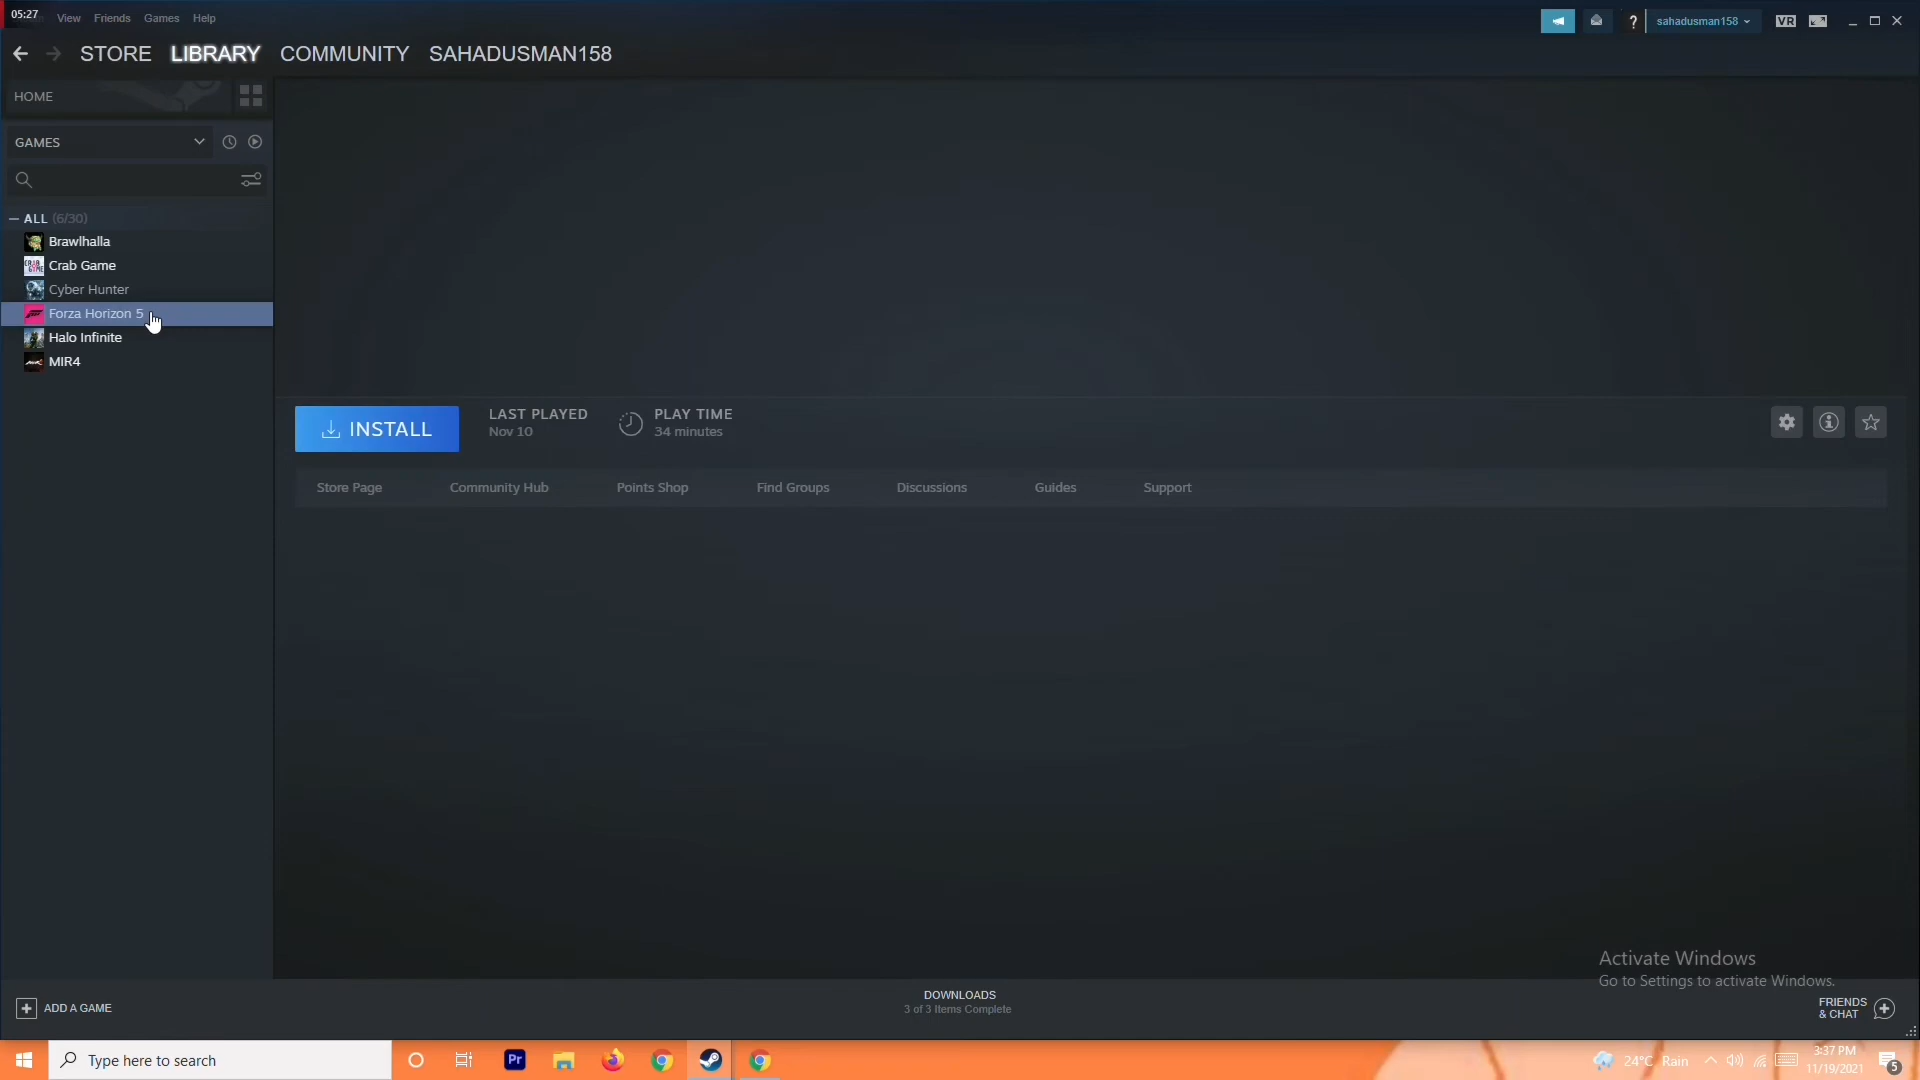 05:27
View
Friends
Games
Help
sahadusman158
VR
STORE
LIBRARY
COMMUNITY
SAHADUSMAN158
HOME
GAMES
ALL (6/30)
Brawlhalla
Crab Game
Cyber Hunter
Forza Horizon 5
Halo Infinite
MIR4
INSTALL
LAST PLAYED
Nov 10
PLAY TIME
34 minutes
Store Page
Community Hub
Points Shop
Find Groups
Discussions
Guides
Support
Activate Windows
Go to Settings to activate Windows.
ADD A GAME
DOWNLOADS
3 of 3 Items Complete
FRIENDS
& CHAT
Type here to search
Pr
24°C Rain
3:37 PM
11/19/2021
5